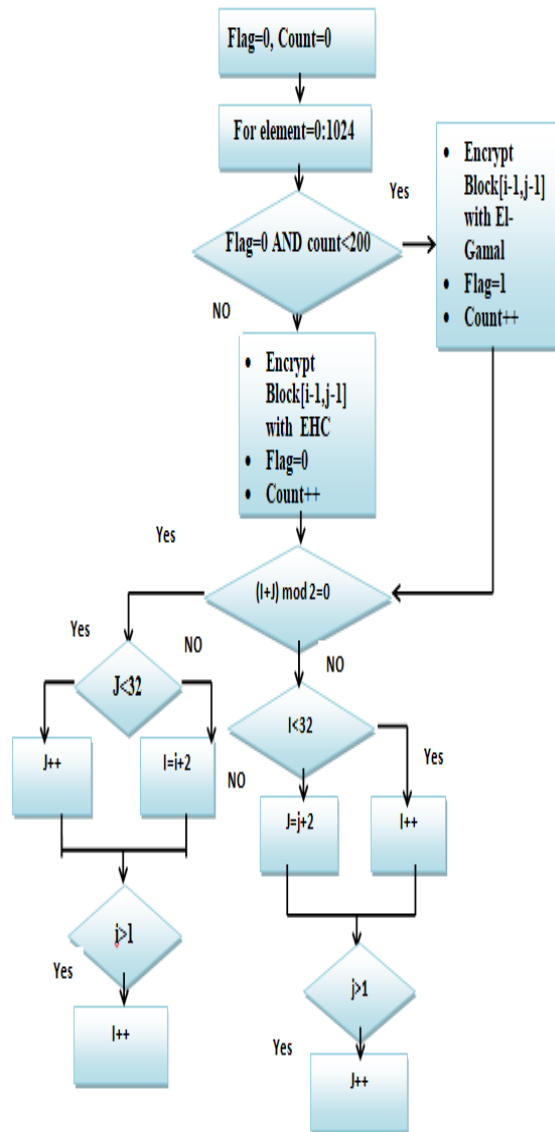 Flag=0, Count=0
For element=0:1024
Flag=0 AND count<200
Yes
• Encrypt
Block[i-1,j-1]
with El-
Gamal
• Flag=1
• Count++
NO
• Encrypt
Block[i-1,j-1]
with EHC
• Flag=0
• Count++
Yes
(I+J) mod 2=0
NO
Yes
J<32
NO
J++
I=i+2
I<32
NO
Yes
J=j+2
I++
j>1
Yes
I++
j>1
Yes
J++